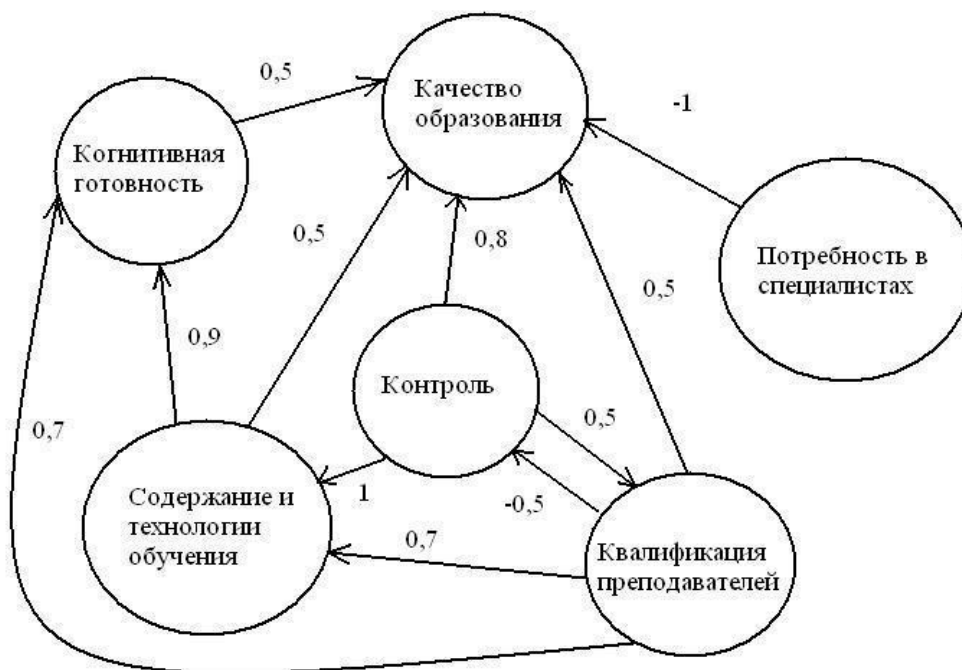 0,5
Качество
образования
-1
Когнитивная
готовность
0,5
0,8
Потребность в
специалистах
0,5
0,9
Контроль
0,7
0,5
1
-0,5
Содержание и
технологии
обучения
0,7
Квалификация
преподавателей